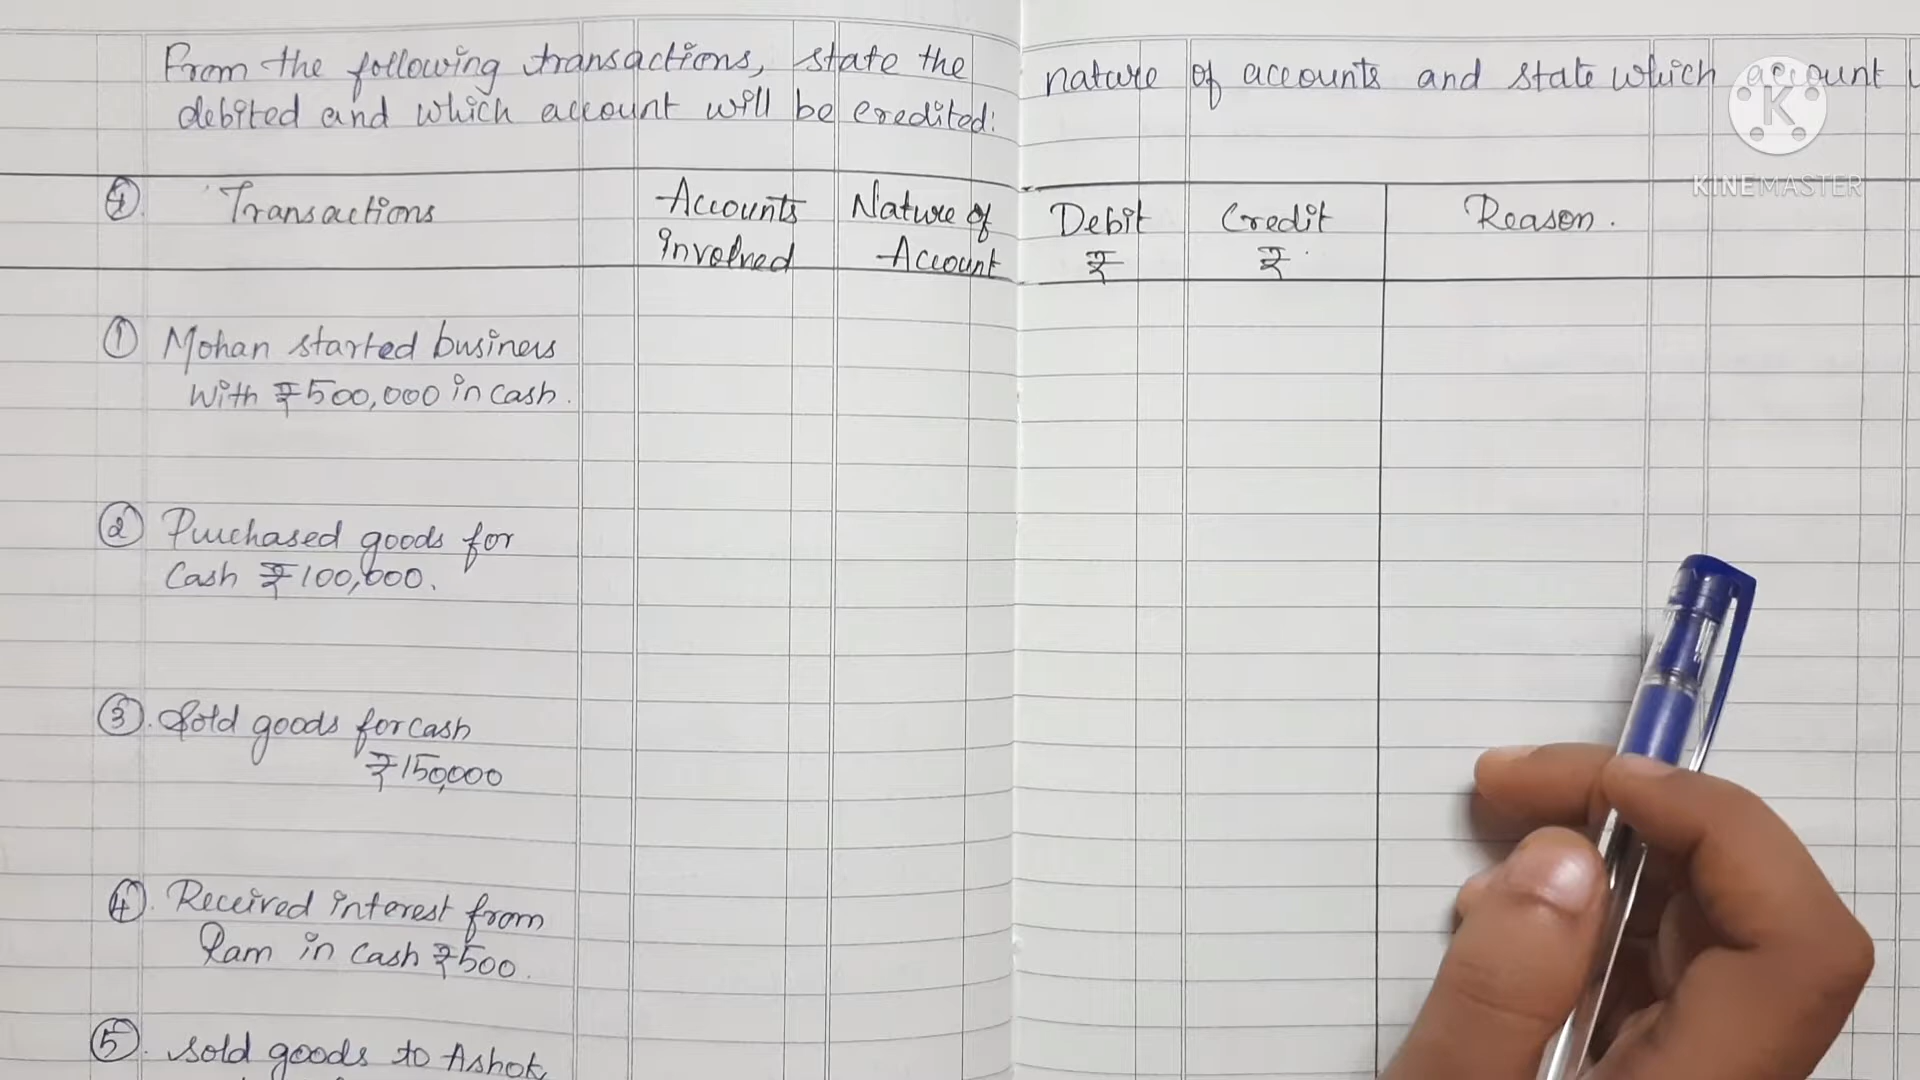 From the following transactions, state the nature of accounts and state which account
debited and which account will be credited:
Q. Transactions
Accounts involved
Nature of Account
Debit ₹
Credit ₹
Reason.
① Mohan started business
with ₹500,000 in cash.
② Purchased goods for
Cash ₹100,000.
③. Sold goods for cash
₹150,000
④. Received interest from
Ram in cash ₹500.
⑤. Sold goods to Ashok
K
KINEMASTER